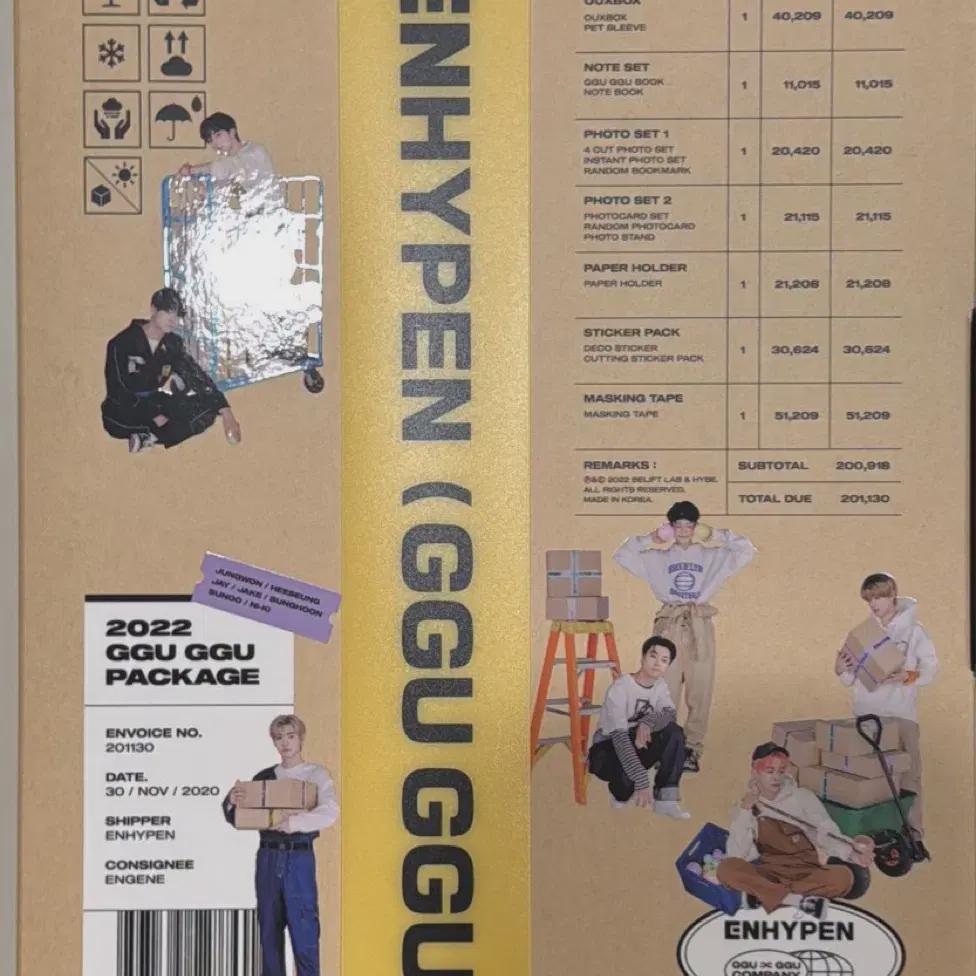 ENHYPEN (GGU GGU
OUXBOX
OUXBOX
PET SLEEVE
1 40,209 40,209
NOTE SET
GGU GGU BOOK
NOTE BOOK
1 11,015 11,015
PHOTO SET 1
4 CUT PHOTO SET
INSTANT PHOTO SET
RANDOM BOOKMARK
1 20,420 20,420
PHOTO SET 2
PHOTOCARD SET
RANDOM PHOTOCARD
PHOTO STAND
1 21,115 21,115
PAPER HOLDER
PAPER HOLDER
1 21,208 21,208
STICKER PACK
DECO STICKER
CUTTING STICKER PACK
1 30,624 30,624
MASKING TAPE
MASKING TAPE
1 51,209 51,209
REMARKS :
℗&© 2022 BELIFT LAB & HYBE.
ALL RIGHTS RESERVED.
MADE IN KOREA.
SUBTOTAL 200,918
TOTAL DUE 201,130
JUNGWON / HEESEUNG
JAY / JAKE / SUNGHOON
SUNOO / NI-KI
2022
GGU GGU
PACKAGE
ENVOICE NO.
201130
DATE.
30 / NOV / 2020
SHIPPER
ENHYPEN
CONSIGNEE
ENGENE
BROOKLYN
ENHYPEN
GGU GGU
COMPANY